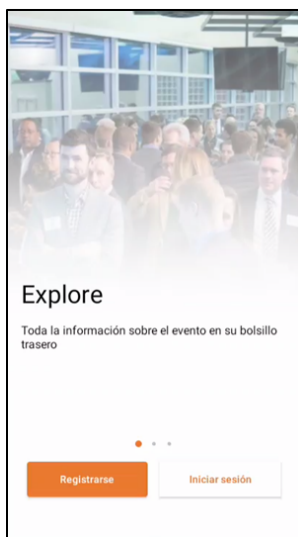 Explore
Toda la información sobre el evento en su bolsillo
trasero
Registrarse
Iniciar sesión